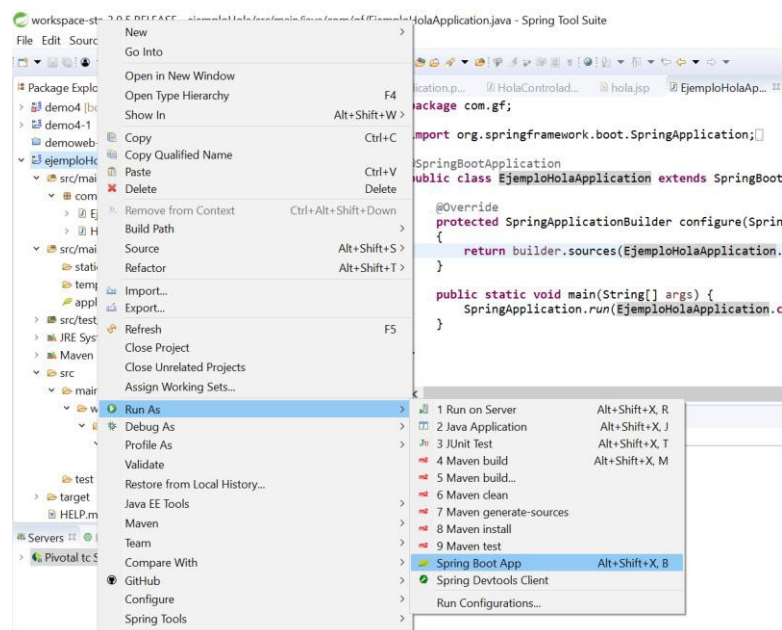 workspace-sts-3.9.5.RELEASE - ejemploHola/src/main/java/com/gf/EjemploHolaApplication.java - Spring Tool Suite
File Edit
Package Explo
demo4
demo4-1
demoweb-
ejemploHo
src/mai
com
src/mai
stati
temp
appl
src/test
JRE Sys
Maven
src
main
test
target
HELP.m
Servers
Pivotal tc S
New
Go Into
Open in New Window
Open Type Hierarchy F4
Show In Alt+Shift+W
Copy Ctrl+C
Copy Qualified Name
Paste Ctrl+V
Delete Delete
Remove from Context Ctrl+Alt+Shift+Down
Build Path
Source Alt+Shift+S
Refactor Alt+Shift+T
Import...
Export...
Refresh F5
Close Project
Close Unrelated Projects
Assign Working Sets...
Run As
Debug As
Profile As
Validate
Restore from Local History...
Java EE Tools
Maven
Team
Compare With
GitHub
Configure
Spring Tools
1 Run on Server Alt+Shift+X, R
2 Java Application Alt+Shift+X, J
3 JUnit Test Alt+Shift+X, T
4 Maven build Alt+Shift+X, M
5 Maven build...
6 Maven clean
7 Maven generate-sources
8 Maven install
9 Maven test
Spring Boot App Alt+Shift+X, B
Spring Devtools Client
Run Configurations...
lication.p... HolaControlad... hola.jsp EjemploHolaAp...
package com.gf;
import org.springframework.boot.SpringApplication;
@SpringBootApplication
public class EjemploHolaApplication extends SpringBoot
@Override
protected SpringApplicationBuilder configure(Sprin
{
return builder.sources(EjemploHolaApplication.
}
public static void main(String[] args) {
SpringApplication.run(EjemploHolaApplication.c
}